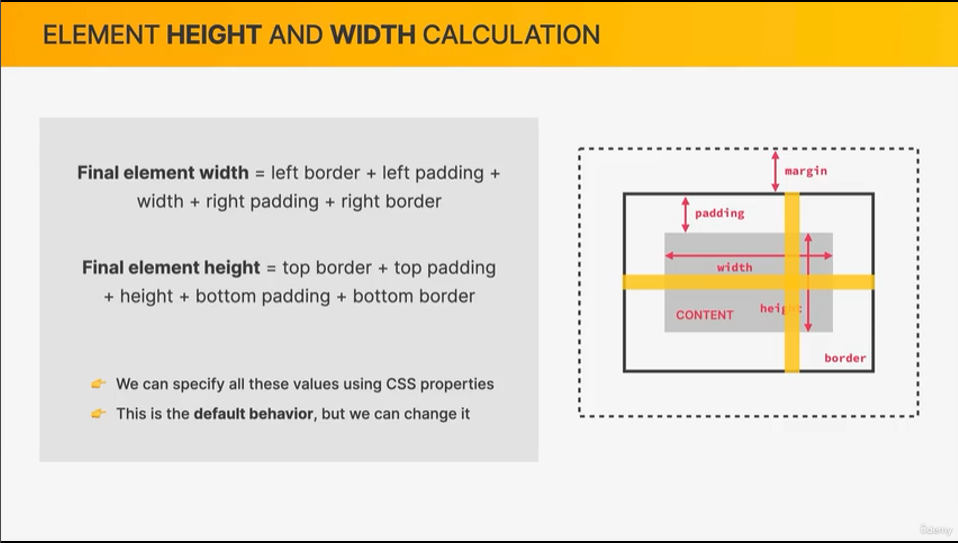 ELEMENT HEIGHT AND WIDTH CALCULATION
Final element width = left border + left padding +
width + right padding + right border
Final element height = top border + top padding
+ height + bottom padding + bottom border
👉 We can specify all these values using CSS properties
👉 This is the default behavior, but we can change it
margin
padding
width
height
CONTENT
border
ûdemy